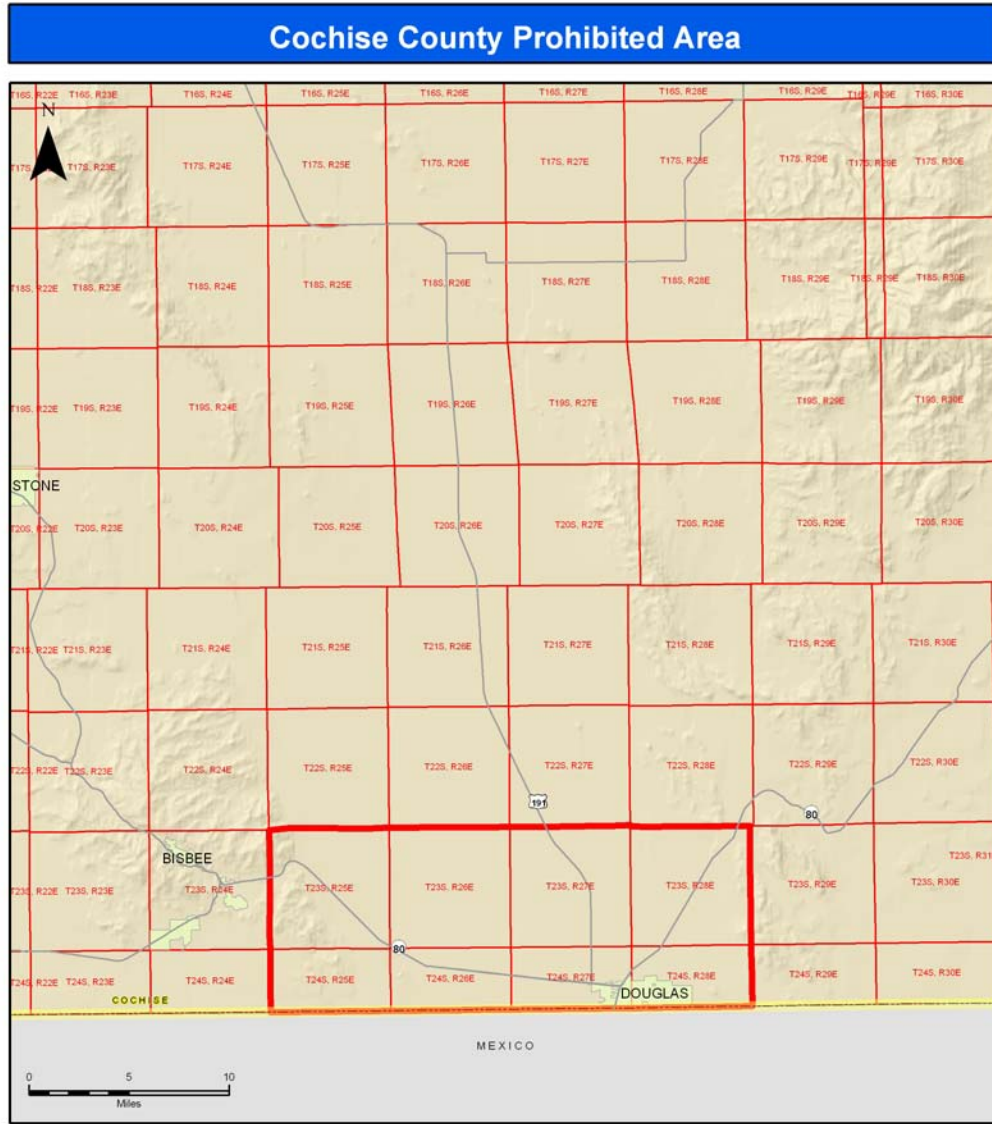 Cochise County Prohibited Area
T16S, R22E T16S, R23E T16S, R24E T16S, R25E T16S, R26E T16S, R27E T16S, R28E T16S, R29E T16S, R29E T16S, R30E
N
T17S T17S, R23E T17S, R24E T17S, R25E T17S, R26E T17S, R27E T17S, R28E T17S, R29E T17S, R29E T17S, R30E
T18S, R22E T18S, R23E T18S, R24E T18S, R25E T18S, R26E T18S, R27E T18S, R28E T18S, R29E T18S, R29E T18S, R30E
T19S, R22E T19S, R23E T19S, R24E T19S, R25E T19S, R26E T19S, R27E T19S, R28E T19S, R29E T19S, R30E
STONE
T20S, R22E T20S, R23E T20S, R24E T20S, R25E T20S, R26E T20S, R27E T20S, R28E T20S, R29E T20S, R30E
T21S, R22E T21S, R23E T21S, R24E T21S, R25E T21S, R26E T21S, R27E T21S, R28E T21S, R29E T21S, R30E
T22S, R22E T22S, R23E T22S, R24E T22S, R25E T22S, R26E T22S, R27E T22S, R28E T22S, R29E T22S, R30E
191
80
BISBEE
T23S, R31
T23S, R22E T23S, R23E T23S, R24E T23S, R25E T23S, R26E T23S, R27E T23S, R28E T23S, R29E T23S, R30E
80
T24S, R22E T24S, R23E T24S, R24E T24S, R25E T24S, R26E T24S, R27E T24S, R28E T24S, R29E T24S, R30E
DOUGLAS
COCHISE
MEXICO
0 5 10
Miles